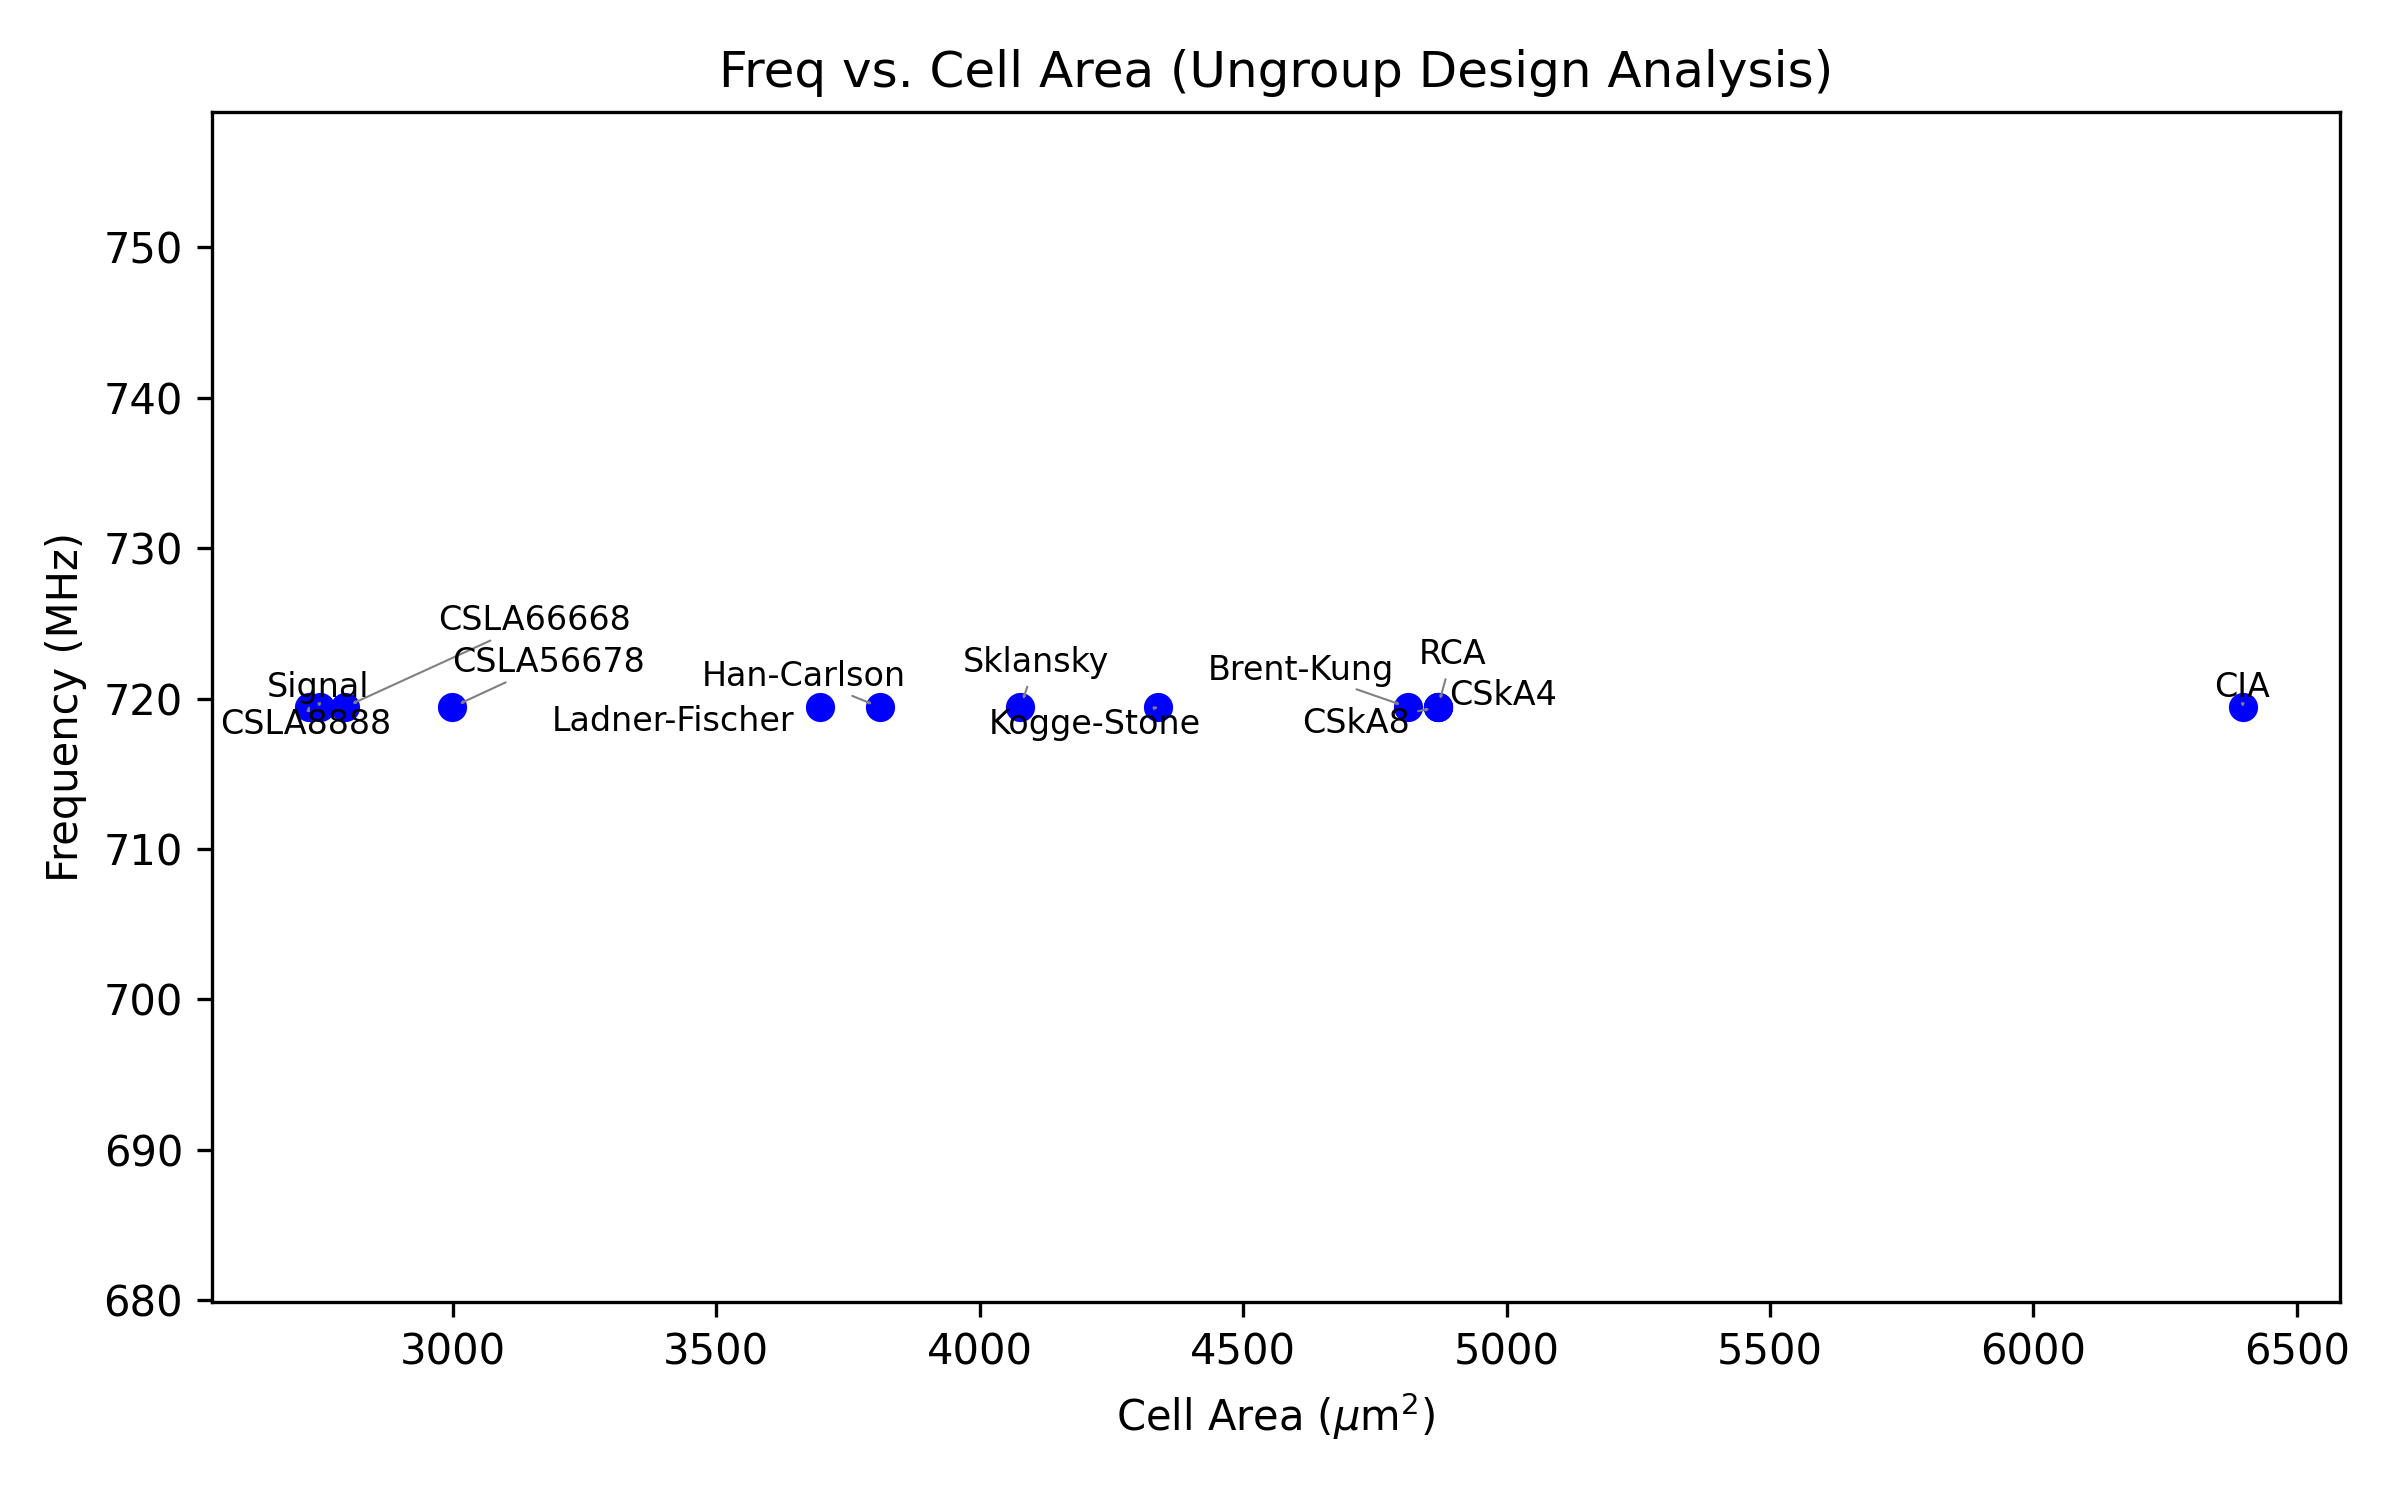 Freq vs. Cell Area (Ungroup Design Analysis)
Frequency (MHz)
750
740
730
720
710
700
690
680
CSLA66668
CSLA56678
Signal
CSLA8888
Han-Carlson
Ladner-Fischer
Sklansky
Kogge-Stone
Brent-Kung
RCA
CSkA4
CSkA8
CIA
3000
3500
4000
4500
5000
5500
6000
6500
Cell Area (μm²)